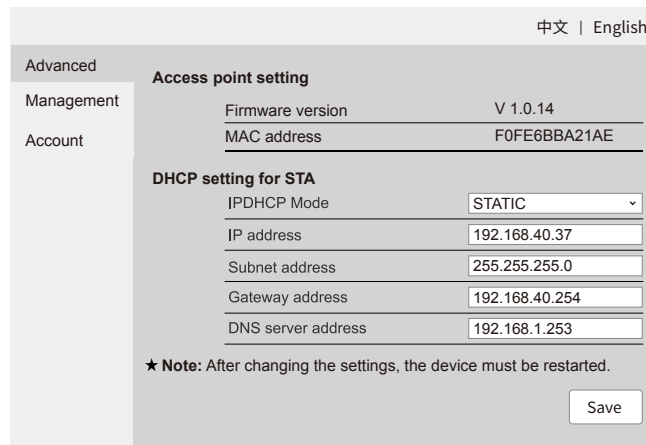 中文 | English
Advanced
Management
Account
Access point setting
Firmware version V 1.0.14
MAC address F0FE6BBA21AE
DHCP setting for STA
IPDHCP Mode STATIC
IP address 192.168.40.37
Subnet address 255.255.255.0
Gateway address 192.168.40.254
DNS server address 192.168.1.253
★ Note: After changing the settings, the device must be restarted.
Save